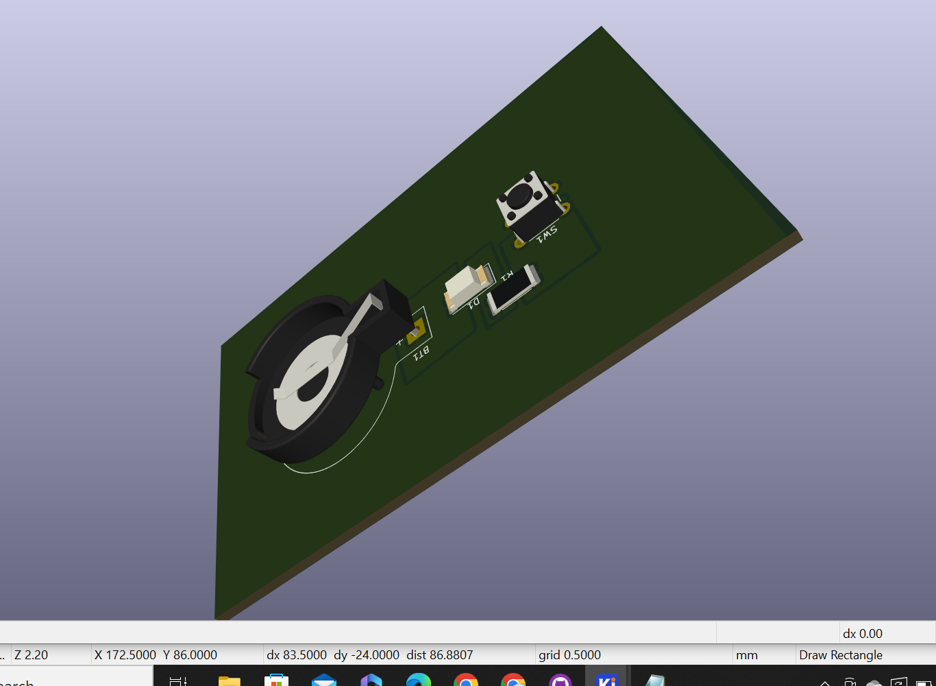 SW1
R1
D1
BT1
+
dx 0.00
.. Z 2.20 X 172.5000 Y 86.0000 dx 83.5000 dy -24.0000 dist 86.8807 grid 0.5000 mm Draw Rectangle
earch
Ki